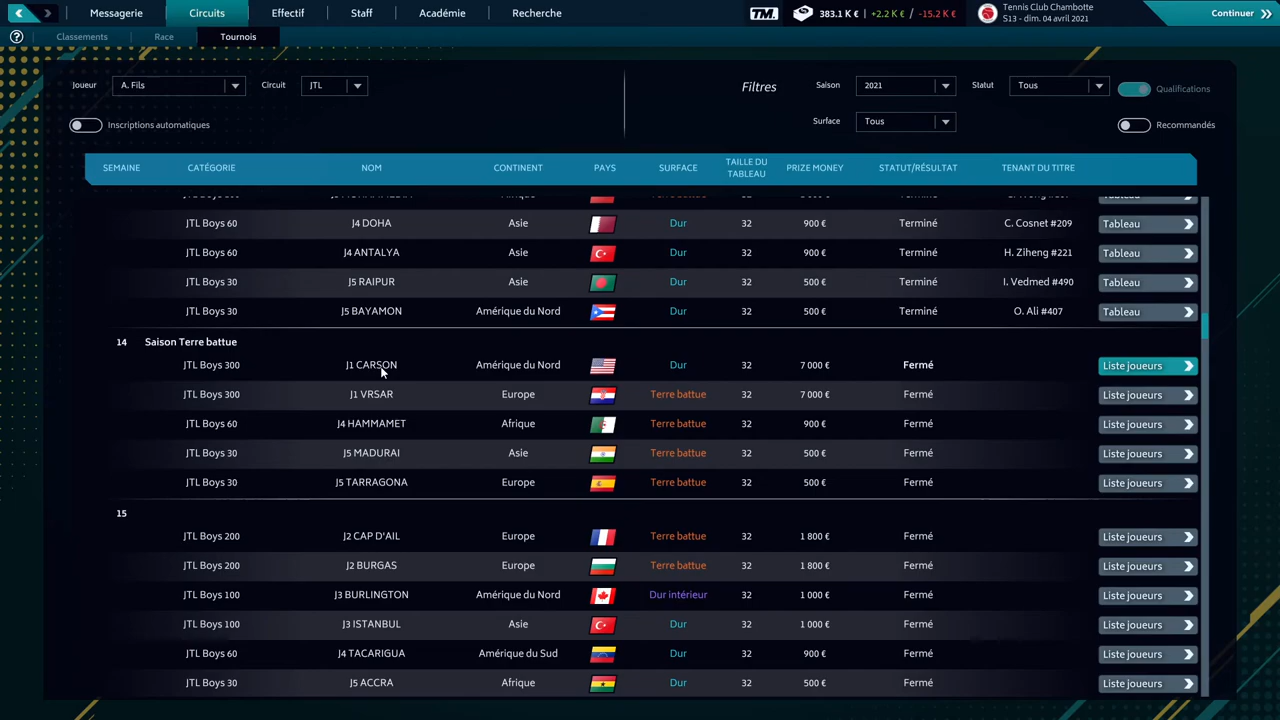 Messagerie Circuits Effectif Staff Académie Recherche TM. 383.1 K € / +2.2 K € / -15.2 K € Tennis Club Chambotte Continuer
S13 - dim. 04 avril 2021
? Classements Race Tournois
Joueur A. Fils Circuit JTL Filtres Saison 2021 Statut Tous Qualifications
Inscriptions automatiques Surface Tous Recommandés
SEMAINE CATÉGORIE NOM CONTINENT PAYS SURFACE TAILLE DU TABLEAU PRIZE MONEY STATUT/RÉSULTAT TENANT DU TITRE
JTL Boys 60 J4 DOHA Asie Dur 32 900 € Terminé C. Cosnet #209 Tableau
JTL Boys 60 J4 ANTALYA Asie Dur 32 900 € Terminé H. Ziheng #221 Tableau
JTL Boys 30 J5 RAIPUR Asie Dur 32 500 € Terminé I. Vedmed #490 Tableau
JTL Boys 30 J5 BAYAMON Amérique du Nord Dur 32 500 € Terminé O. Ali #407 Tableau
14 Saison Terre battue
JTL Boys 300 J1 CARSON Amérique du Nord Dur 32 7 000 € Fermé Liste joueurs
JTL Boys 300 J1 VRSAR Europe Terre battue 32 7 000 € Fermé Liste joueurs
JTL Boys 60 J4 HAMMAMET Afrique Terre battue 32 900 € Fermé Liste joueurs
JTL Boys 30 J5 MADURAI Asie Terre battue 32 500 € Fermé Liste joueurs
JTL Boys 30 J5 TARRAGONA Europe Terre battue 32 500 € Fermé Liste joueurs
15
JTL Boys 200 J2 CAP D'AIL Europe Terre battue 32 1 800 € Fermé Liste joueurs
JTL Boys 200 J2 BURGAS Europe Terre battue 32 1 800 € Fermé Liste joueurs
JTL Boys 100 J3 BURLINGTON Amérique du Nord Dur intérieur 32 1 000 € Fermé Liste joueurs
JTL Boys 100 J3 ISTANBUL Asie Dur 32 1 000 € Fermé Liste joueurs
JTL Boys 60 J4 TACARIGUA Amérique du Sud Dur 32 900 € Fermé Liste joueurs
JTL Boys 30 J5 ACCRA Afrique Dur 32 500 € Fermé Liste joueurs